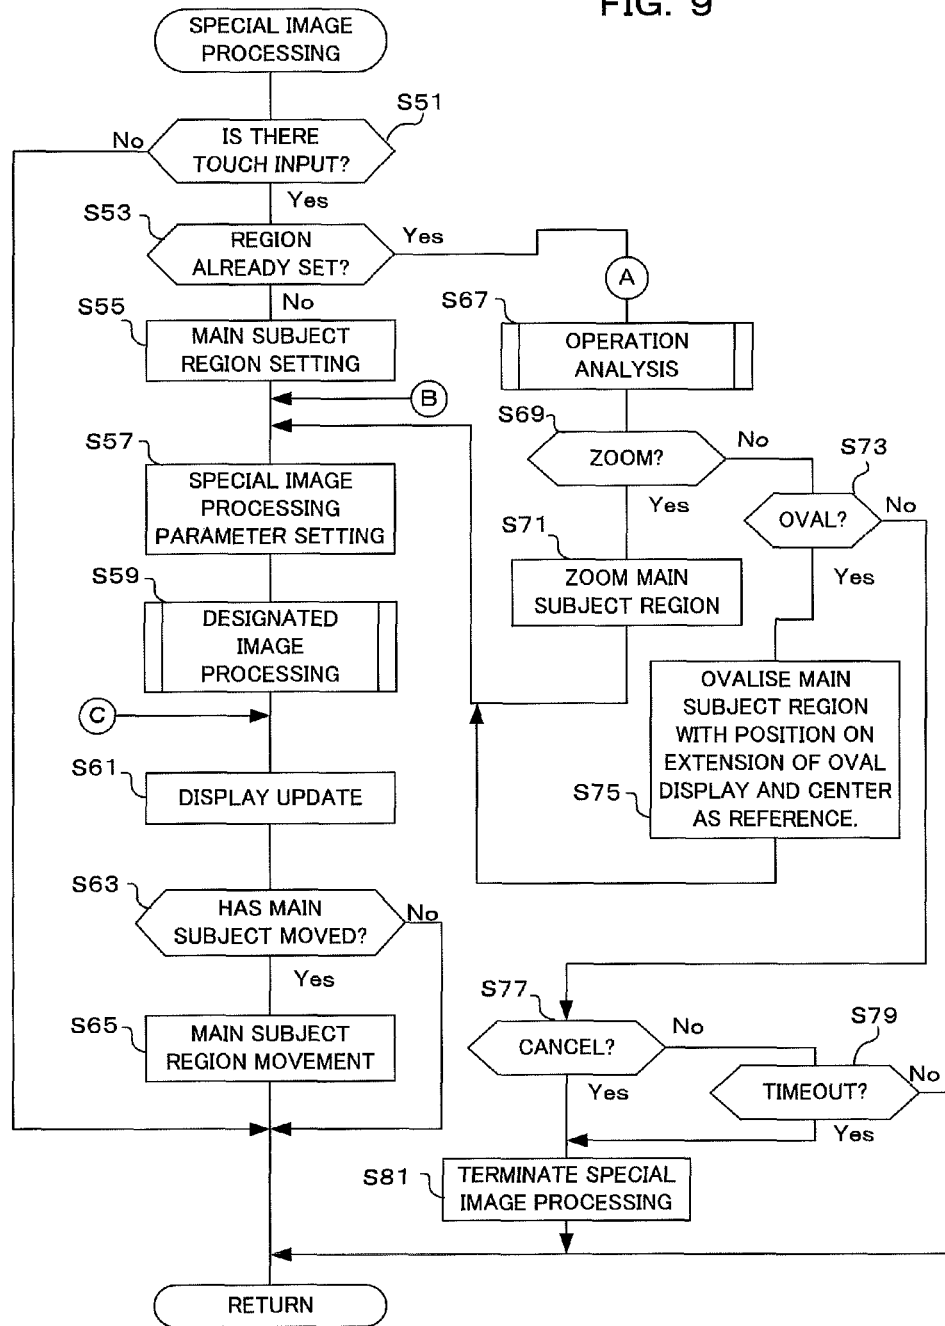 FIG. 9
SPECIAL IMAGE
PROCESSING
S51
IS THERE
TOUCH INPUT?
No
Yes
S53
REGION
ALREADY SET?
Yes
No
A
S55
MAIN SUBJECT
REGION SETTING
B
S67
OPERATION
ANALYSIS
S69
ZOOM?
No
Yes
S57
SPECIAL IMAGE
PROCESSING
PARAMETER SETTING
S71
ZOOM MAIN
SUBJECT REGION
S73
OVAL?
No
Yes
S59
DESIGNATED
IMAGE
PROCESSING
C
S75
OVALISE MAIN
SUBJECT REGION
WITH POSITION ON
EXTENSION OF OVAL
DISPLAY AND CENTER
AS REFERENCE.
S61
DISPLAY UPDATE
S63
HAS MAIN
SUBJECT MOVED?
No
Yes
S65
MAIN SUBJECT
REGION MOVEMENT
S77
CANCEL?
No
Yes
S79
TIMEOUT?
No
Yes
S81
TERMINATE SPECIAL
IMAGE PROCESSING
RETURN